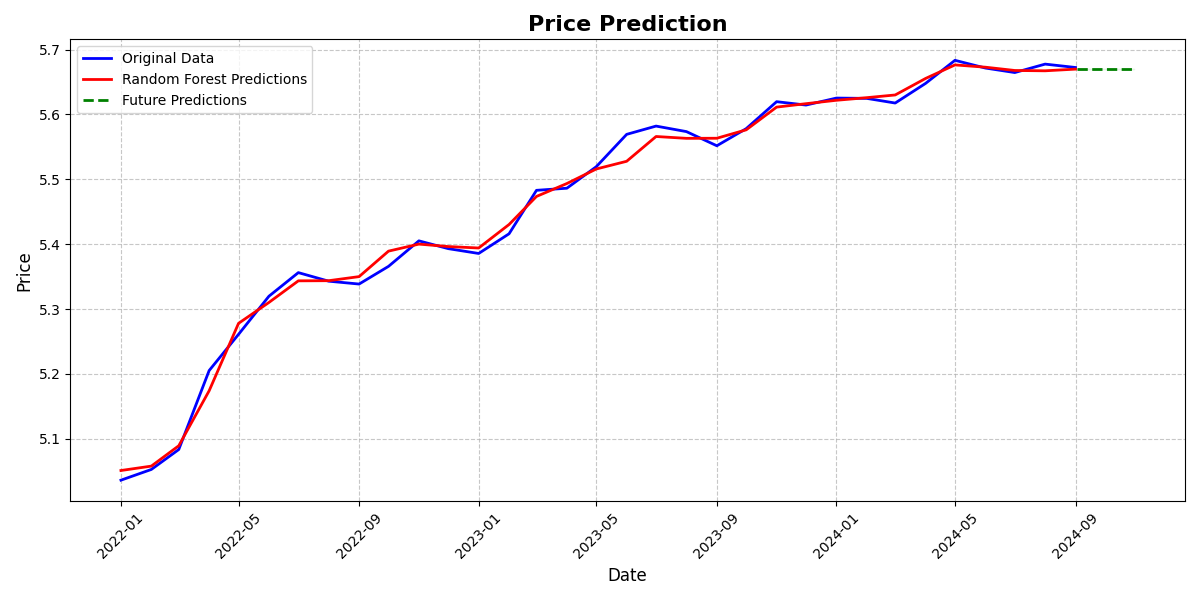 Price Prediction
Original Data
Random Forest Predictions
Future Predictions
Price
5.7
5.6
5.5
5.4
5.3
5.2
5.1
2022-01
2022-05
2022-09
2023-01
2023-05
2023-09
2024-01
2024-05
2024-09
Date